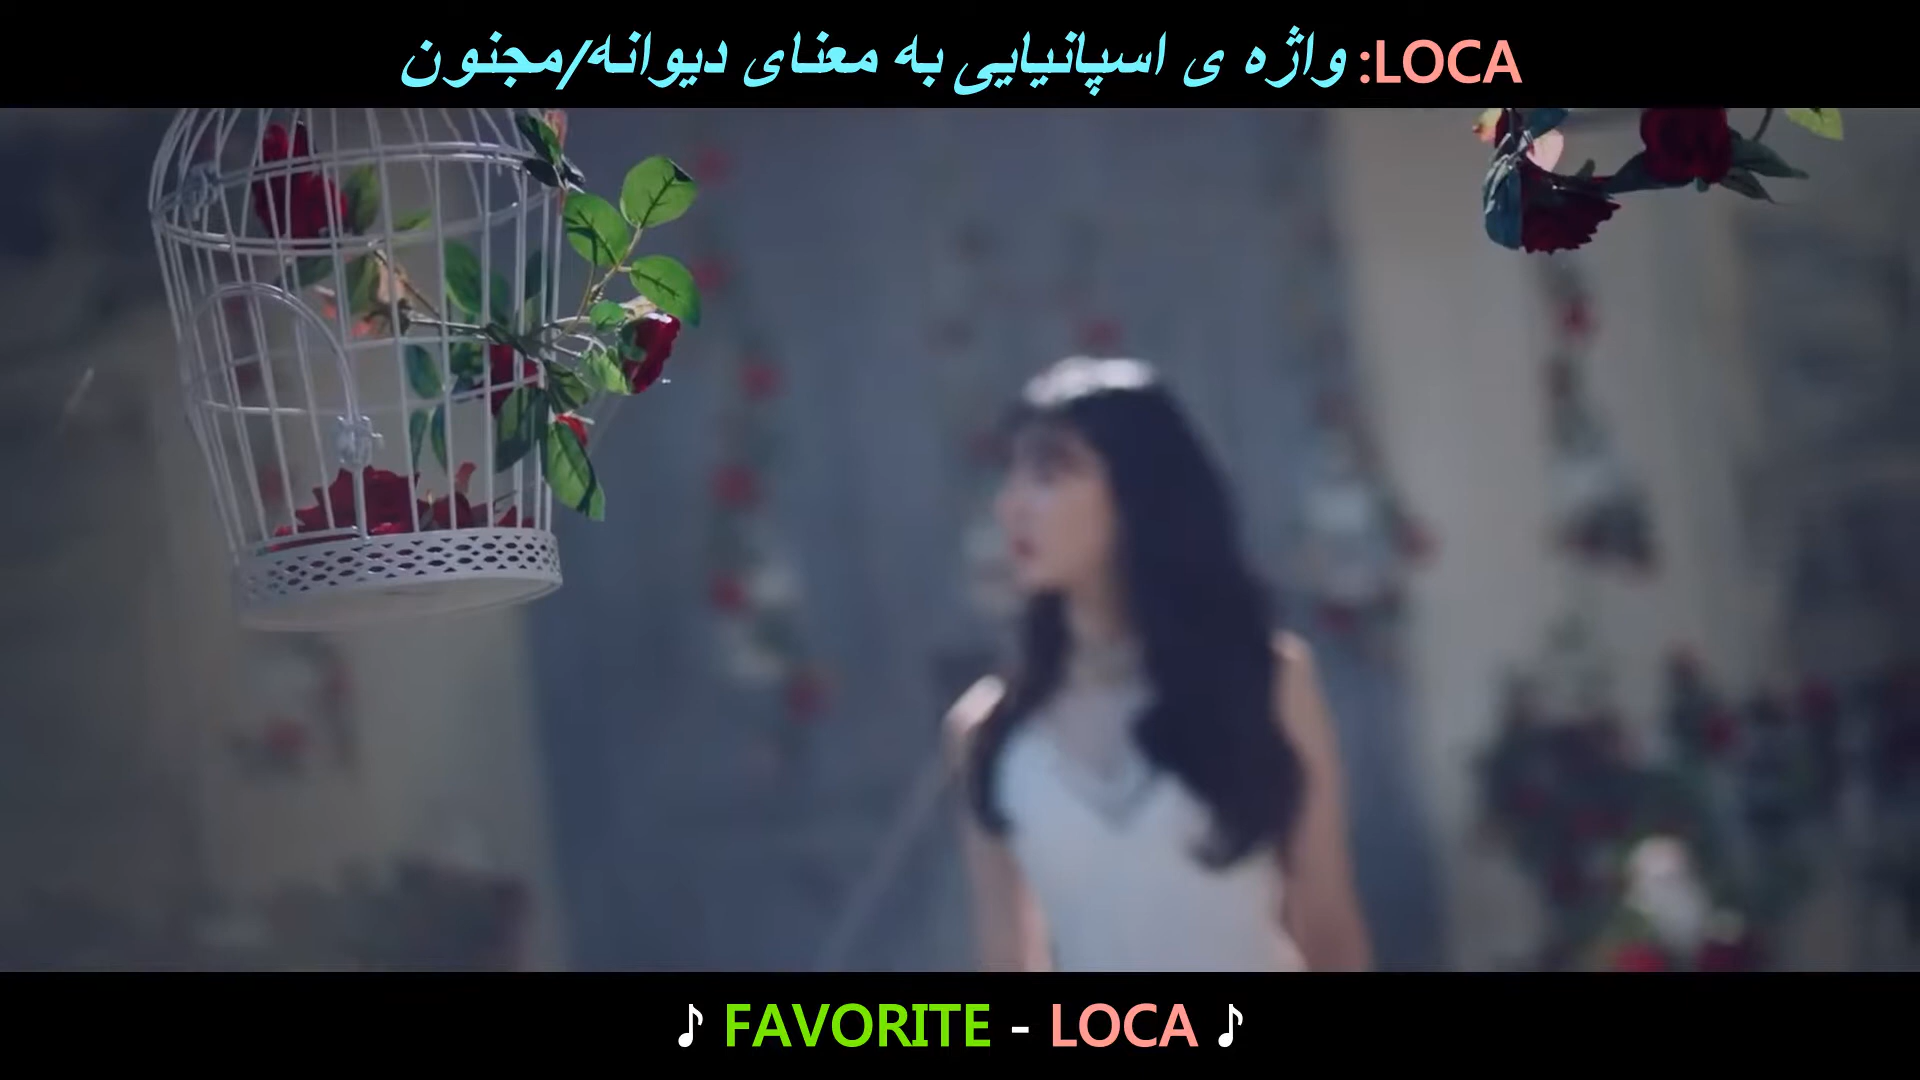 LOCA: واژه ی اسپانیایی به معنای دیوانه/مجنون
♪ FAVORITE - LOCA ♪